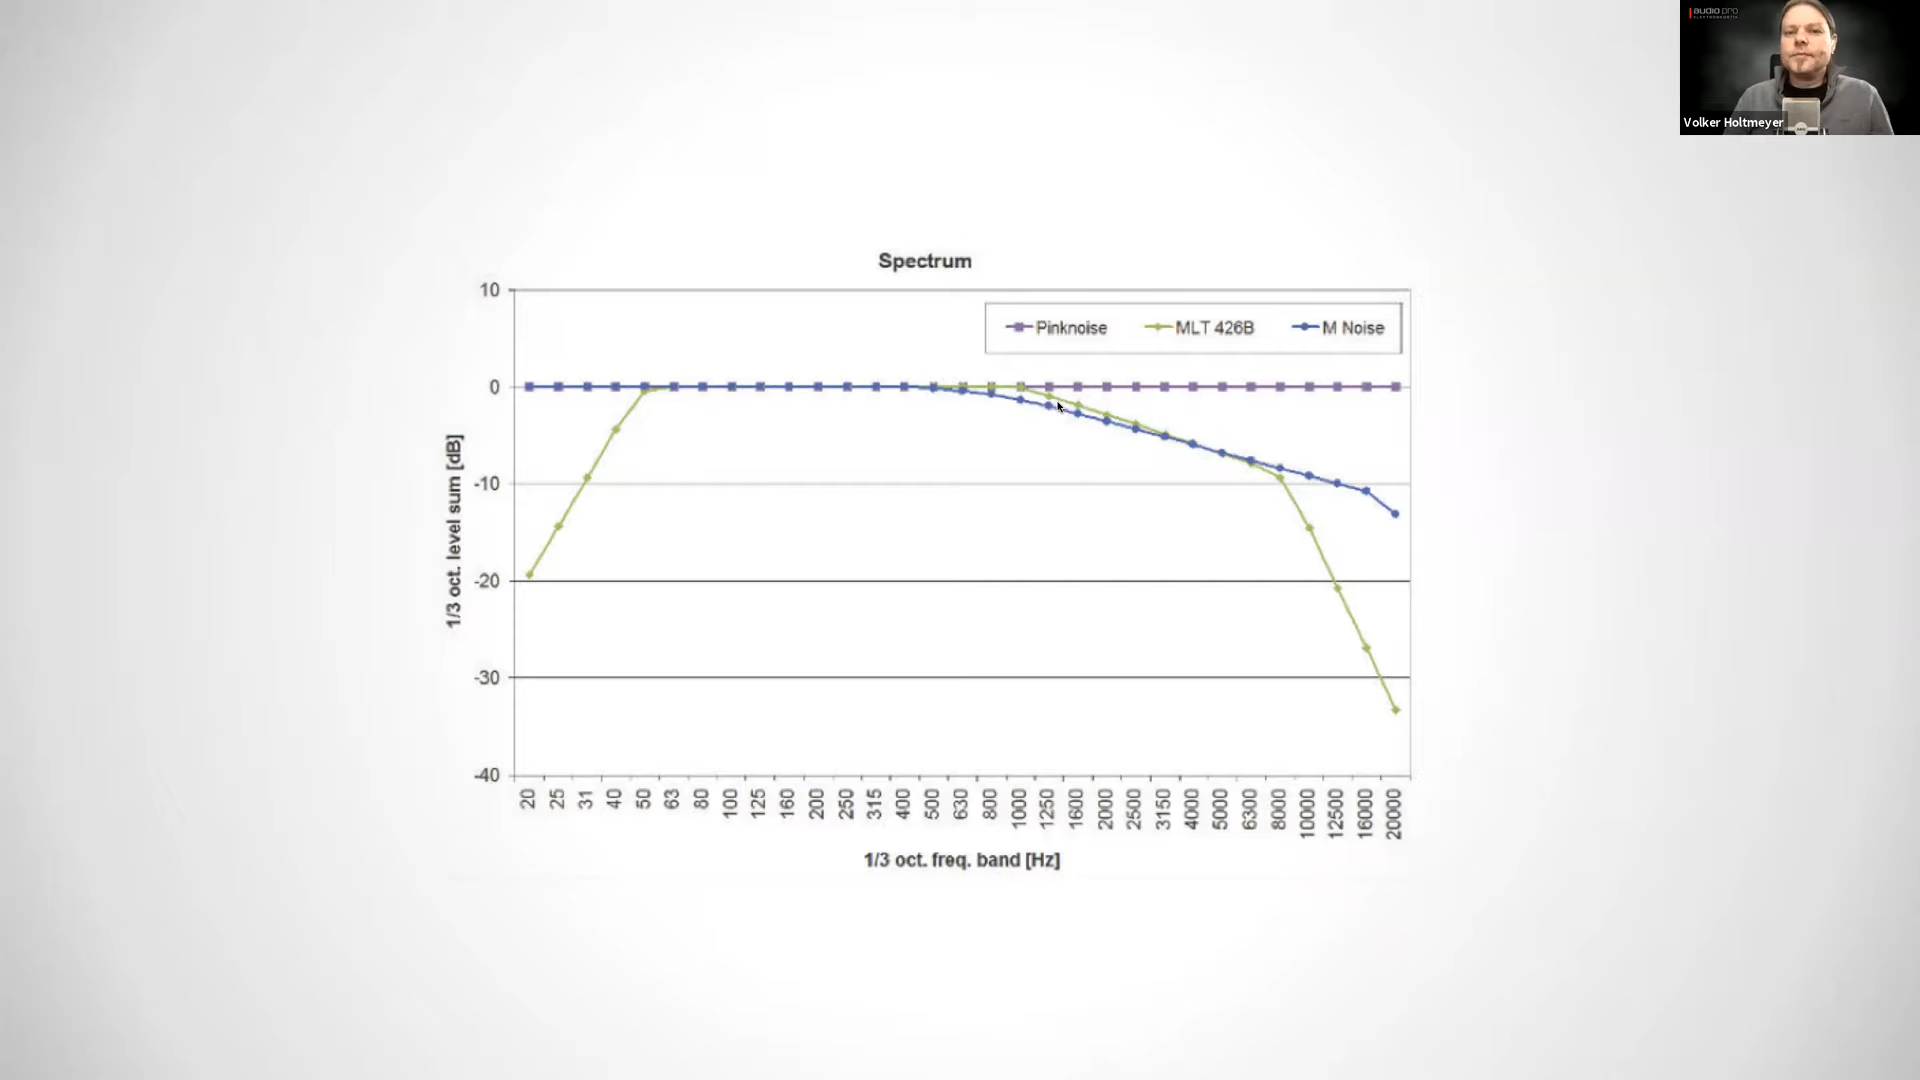 audio pro
Volker Holtmeyer
Spectrum
Pinknoise MLT 426B M Noise
10
0
-10
-20
-30
-40
1/3 oct. level sum [dB]
20 25 31 40 50 63 80 100 125 160 200 250 315 400 500 630 800 1000 1250 1600 2000 2500 3150 4000 5000 6300 8000 10000 12500 16000 20000
1/3 oct. freq. band [Hz]